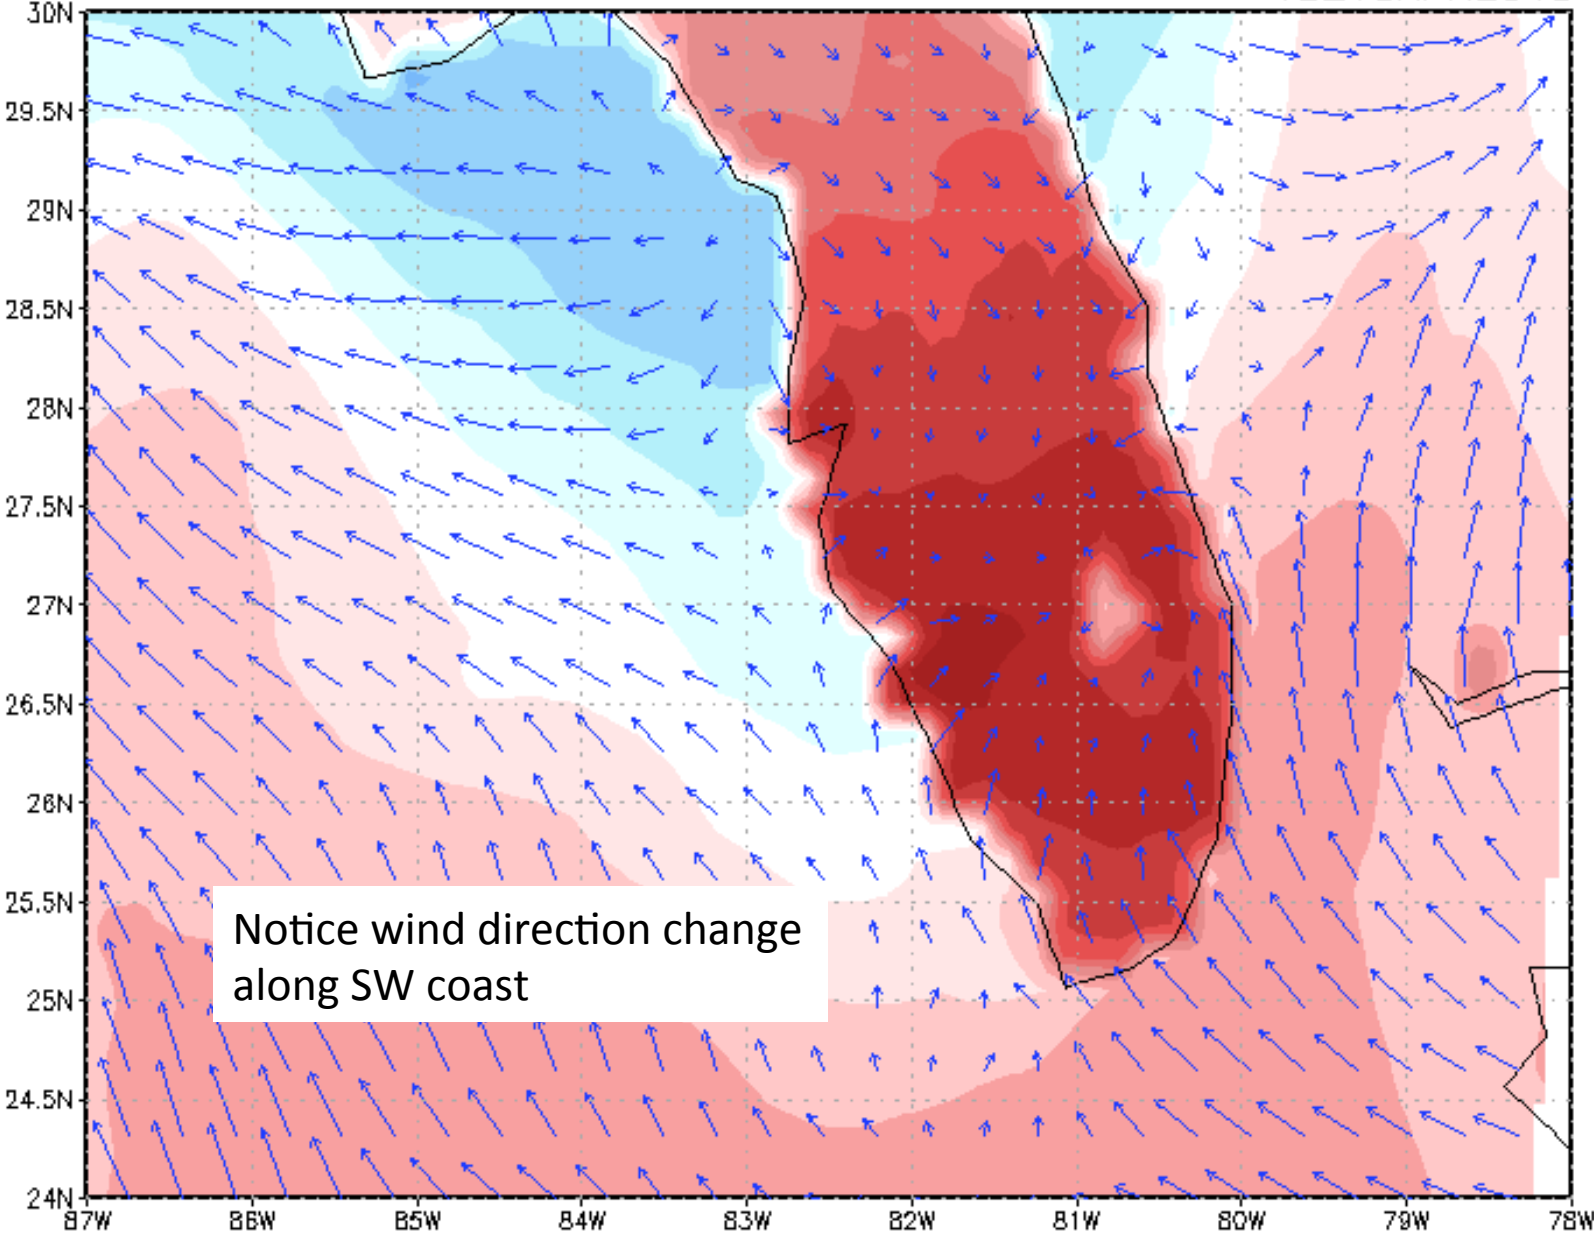 30N
29.5N
29N
28.5N
28N
27.5N
27N
26.5N
26N
25.5N
Notice wind direction change
along SW coast
25N
24.5N
24N
87W 86W 85W 84W 83W 82W 81W 80W 79W 78W